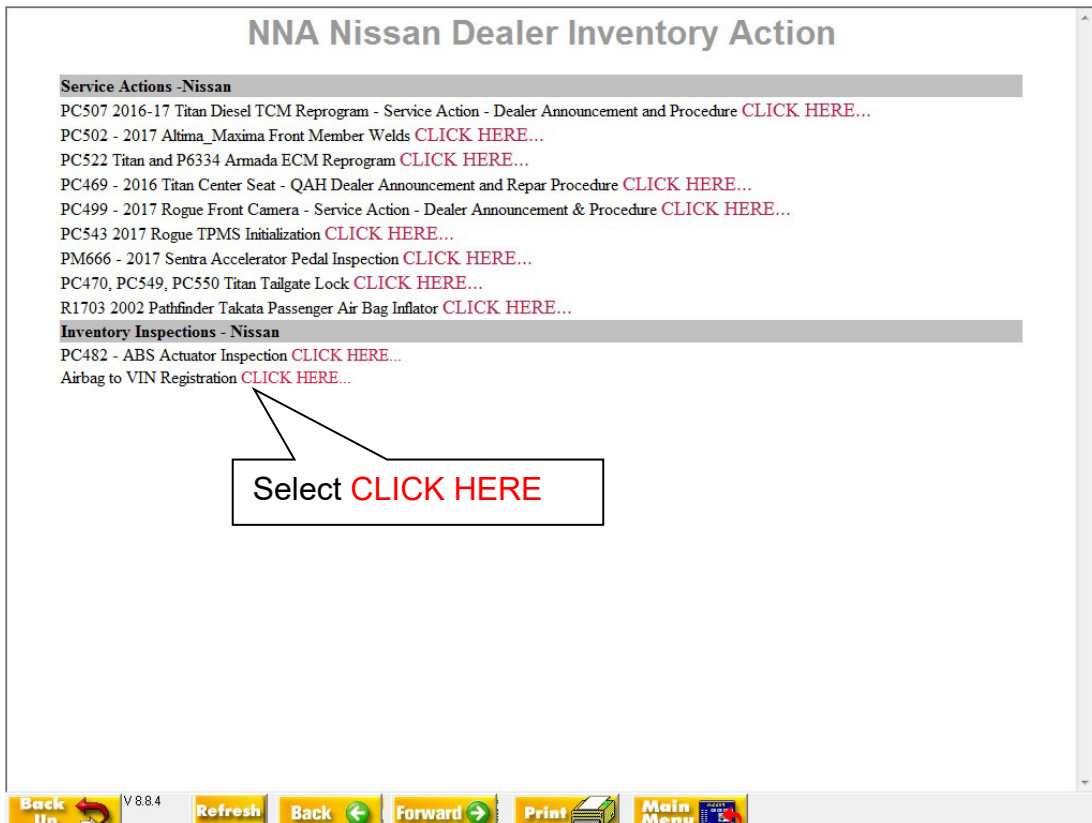 NNA Nissan Dealer Inventory Action
Service Actions -Nissan
PC507 2016-17 Titan Diesel TCM Reprogram - Service Action - Dealer Announcement and Procedure CLICK HERE...
PC502 - 2017 Altima_Maxima Front Member Welds CLICK HERE...
PC522 Titan and P6334 Armada ECM Reprogram CLICK HERE...
PC469 - 2016 Titan Center Seat - QAH Dealer Announcement and Repar Procedure CLICK HERE...
PC499 - 2017 Rogue Front Camera - Service Action - Dealer Announcement & Procedure CLICK HERE...
PC543 2017 Rogue TPMS Initialization CLICK HERE...
PM666 - 2017 Sentra Accelerator Pedal Inspection CLICK HERE...
PC470, PC549, PC550 Titan Tailgate Lock CLICK HERE...
R1703 2002 Pathfinder Takata Passenger Air Bag Inflator CLICK HERE...
Inventory Inspections - Nissan
PC482 - ABS Actuator Inspection CLICK HERE...
Airbag to VIN Registration CLICK HERE...
Select CLICK HERE
Back Up V 8.8.4 Refresh Back Forward Print Main Menu